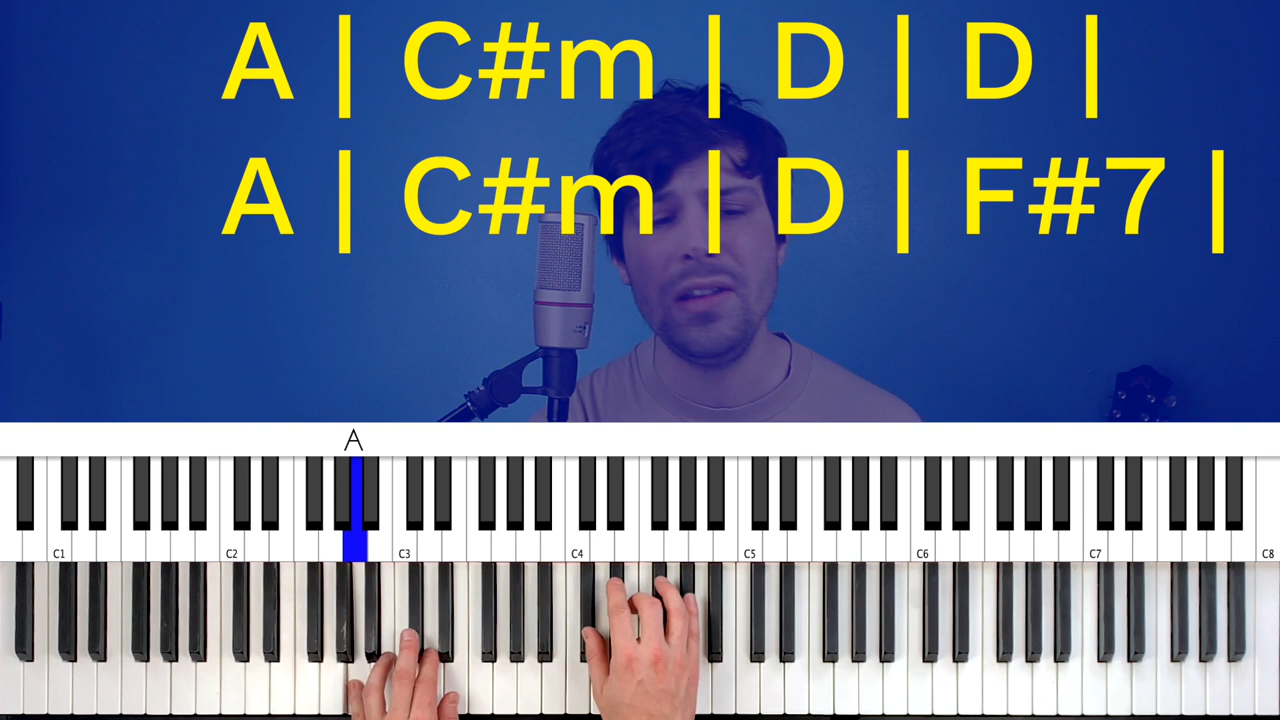 A | C#m | D | D |
A | C#m | D | F#7 |
A
C1 C2 C3 C4 C5 C6 C7 C8